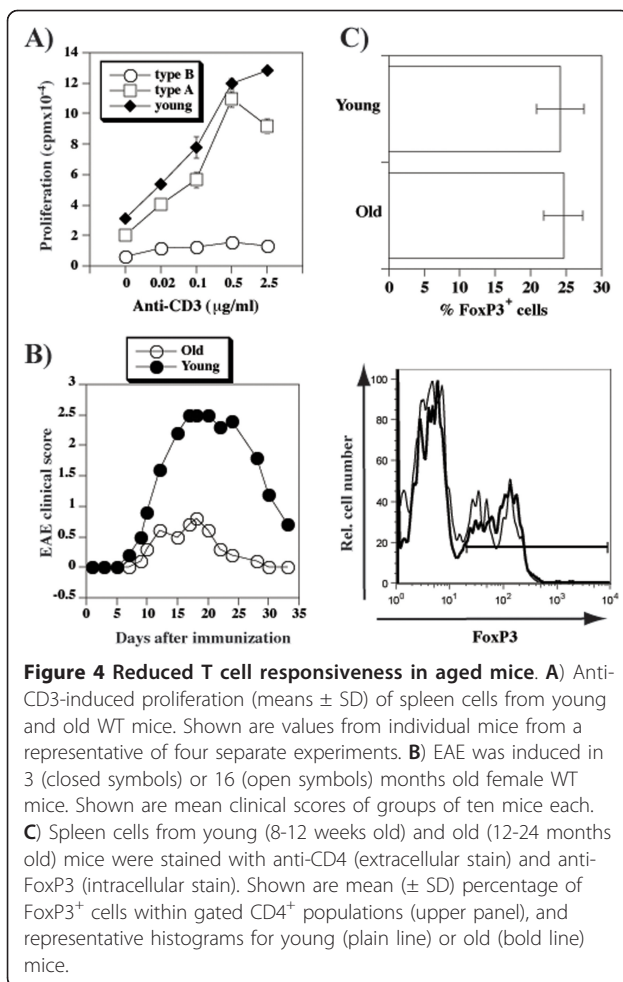 A)
type B
type A
young
14
12
10
8
6
4
2
0
Proliferation (cpmx10-4)
0 0.02 0.1 0.5 2.5
Anti-CD3 (µg/ml)
C)
Young
Old
0 5 10 15 20 25 30
% FoxP3+ cells
B)
Old
Young
3
2.5
2
1.5
1
0.5
0
-0.5
EAE clinical score
0 5 10 15 20 25 30 35
Days after immunization
100
80
60
40
20
0
Rel. cell number
100 101 102 103 104
FoxP3
Figure 4 Reduced T cell responsiveness in aged mice. A) Anti-
CD3-induced proliferation (means ± SD) of spleen cells from young
and old WT mice. Shown are values from individual mice from a
representative of four separate experiments. B) EAE was induced in
3 (closed symbols) or 16 (open symbols) months old female WT
mice. Shown are mean clinical scores of groups of ten mice each.
C) Spleen cells from young (8-12 weeks old) and old (12-24 months
old) mice were stained with anti-CD4 (extracellular stain) and anti-
FoxP3 (intracellular stain). Shown are mean (± SD) percentage of
FoxP3+ cells within gated CD4+ populations (upper panel), and
representative histograms for young (plain line) or old (bold line)
mice.